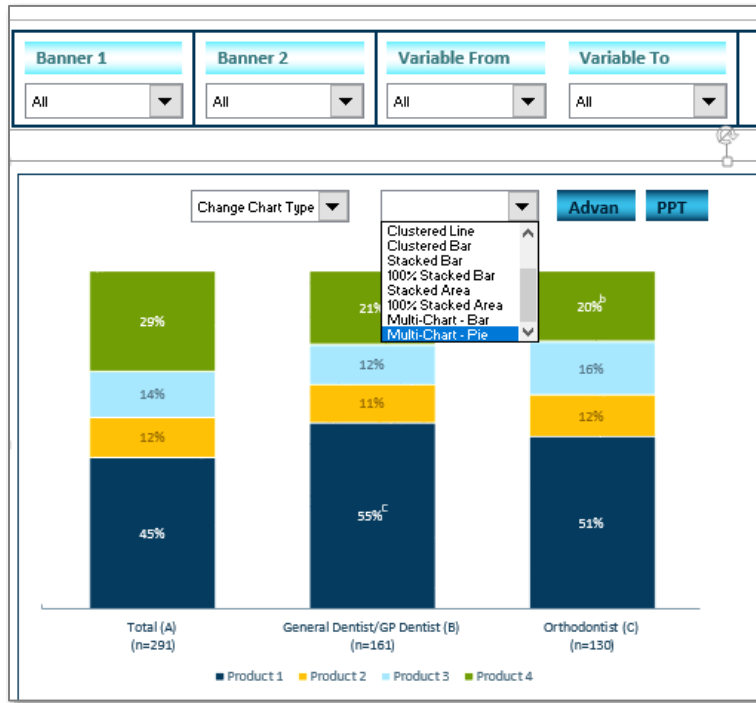 Banner 1 Banner 2 Variable From Variable To
All All All All
Change Chart Type Advan PPT
Clustered Line
Clustered Bar
Stacked Bar
100% Stacked Bar
Stacked Area
100% Stacked Area
Multi-Chart - Bar
Multi-Chart - Pie
29% 21% 20%b
14% 12% 16%
12% 11% 12%
45% 55%C 51%
Total (A) General Dentist/GP Dentist (B) Orthodontist (C)
(n=291) (n=161) (n=130)
Product 1 Product 2 Product 3 Product 4